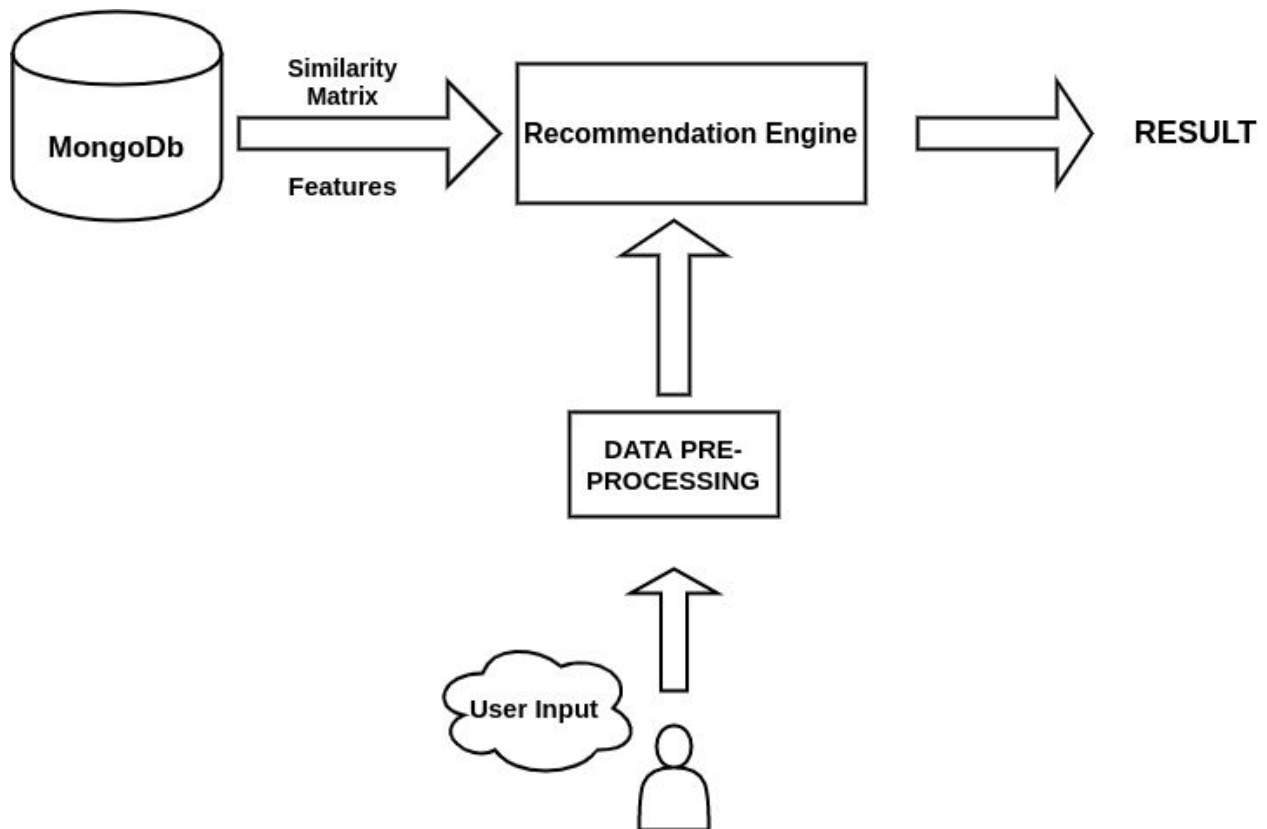 Similarity
Matrix
MongoDb
Features
Recommendation Engine
RESULT
DATA PRE-
PROCESSING
User Input